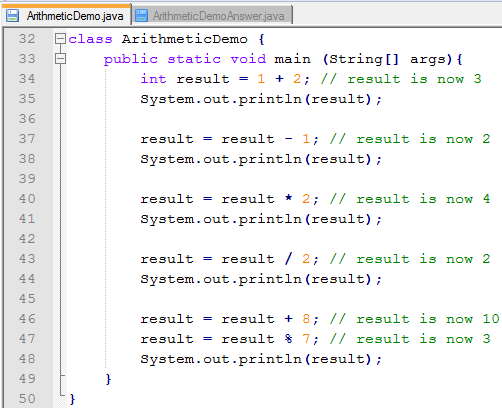 ArithmeticDemo.java ArithmeticDemoAnswer.java
32 class ArithmeticDemo {
33     public static void main (String[] args){
34         int result = 1 + 2; // result is now 3
35         System.out.println(result);
36
37         result = result - 1; // result is now 2
38         System.out.println(result);
39
40         result = result * 2; // result is now 4
41         System.out.println(result);
42
43         result = result / 2; // result is now 2
44         System.out.println(result);
45
46         result = result + 8; // result is now 10
47         result = result % 7; // result is now 3
48         System.out.println(result);
49     }
50 }